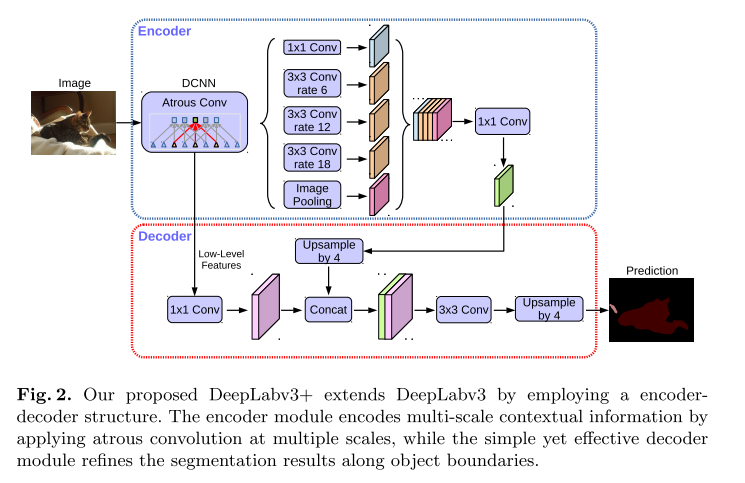 Encoder
Image
DCNN
Atrous Conv
1x1 Conv
3x3 Conv
rate 6
3x3 Conv
rate 12
3x3 Conv
rate 18
Image
Pooling
1x1 Conv
Decoder
Low-Level
Features
Upsample
by 4
1x1 Conv
Concat
3x3 Conv
Upsample
by 4
Prediction
Fig. 2. Our proposed DeepLabv3+ extends DeepLabv3 by employing a encoder-
decoder structure. The encoder module encodes multi-scale contextual information by
applying atrous convolution at multiple scales, while the simple yet effective decoder
module refines the segmentation results along object boundaries.